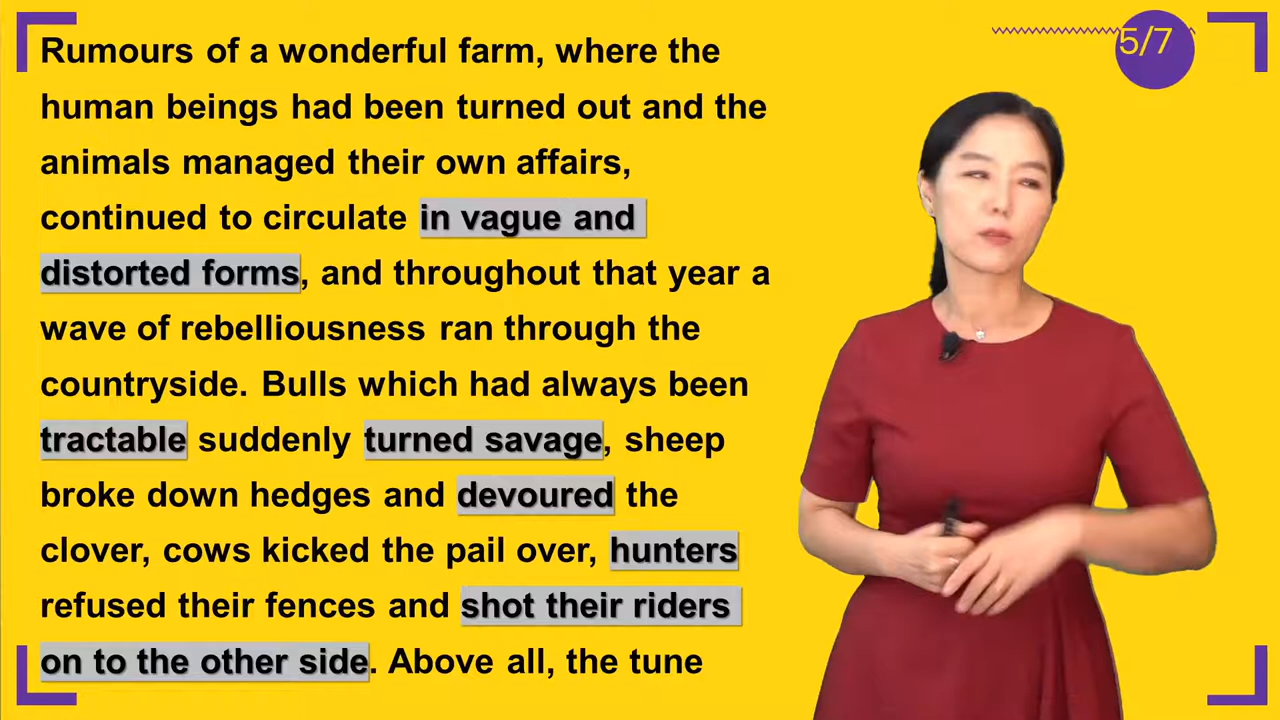 Rumours of a wonderful farm, where the
human beings had been turned out and the
animals managed their own affairs,
continued to circulate in vague and
distorted forms, and throughout that year a
wave of rebelliousness ran through the
countryside. Bulls which had always been
tractable suddenly turned savage, sheep
broke down hedges and devoured the
clover, cows kicked the pail over, hunters
refused their fences and shot their riders
on to the other side. Above all, the tune
5/7